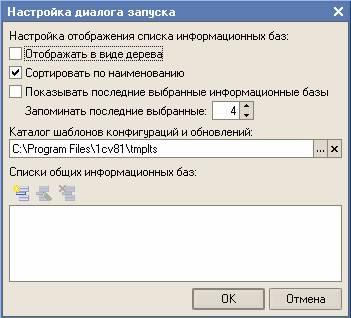 Настройка диалога запуска
Настройка отображения списка информационных баз:
Отображать в виде дерева
Сортировать по наименованию
Показывать последние выбранные информационные базы
Запоминать последние выбранные: 4
Каталог шаблонов конфигураций и обновлений:
C:\Program Files\1cv81\tmplts ...
Списки общих информационных баз:
OK Отмена